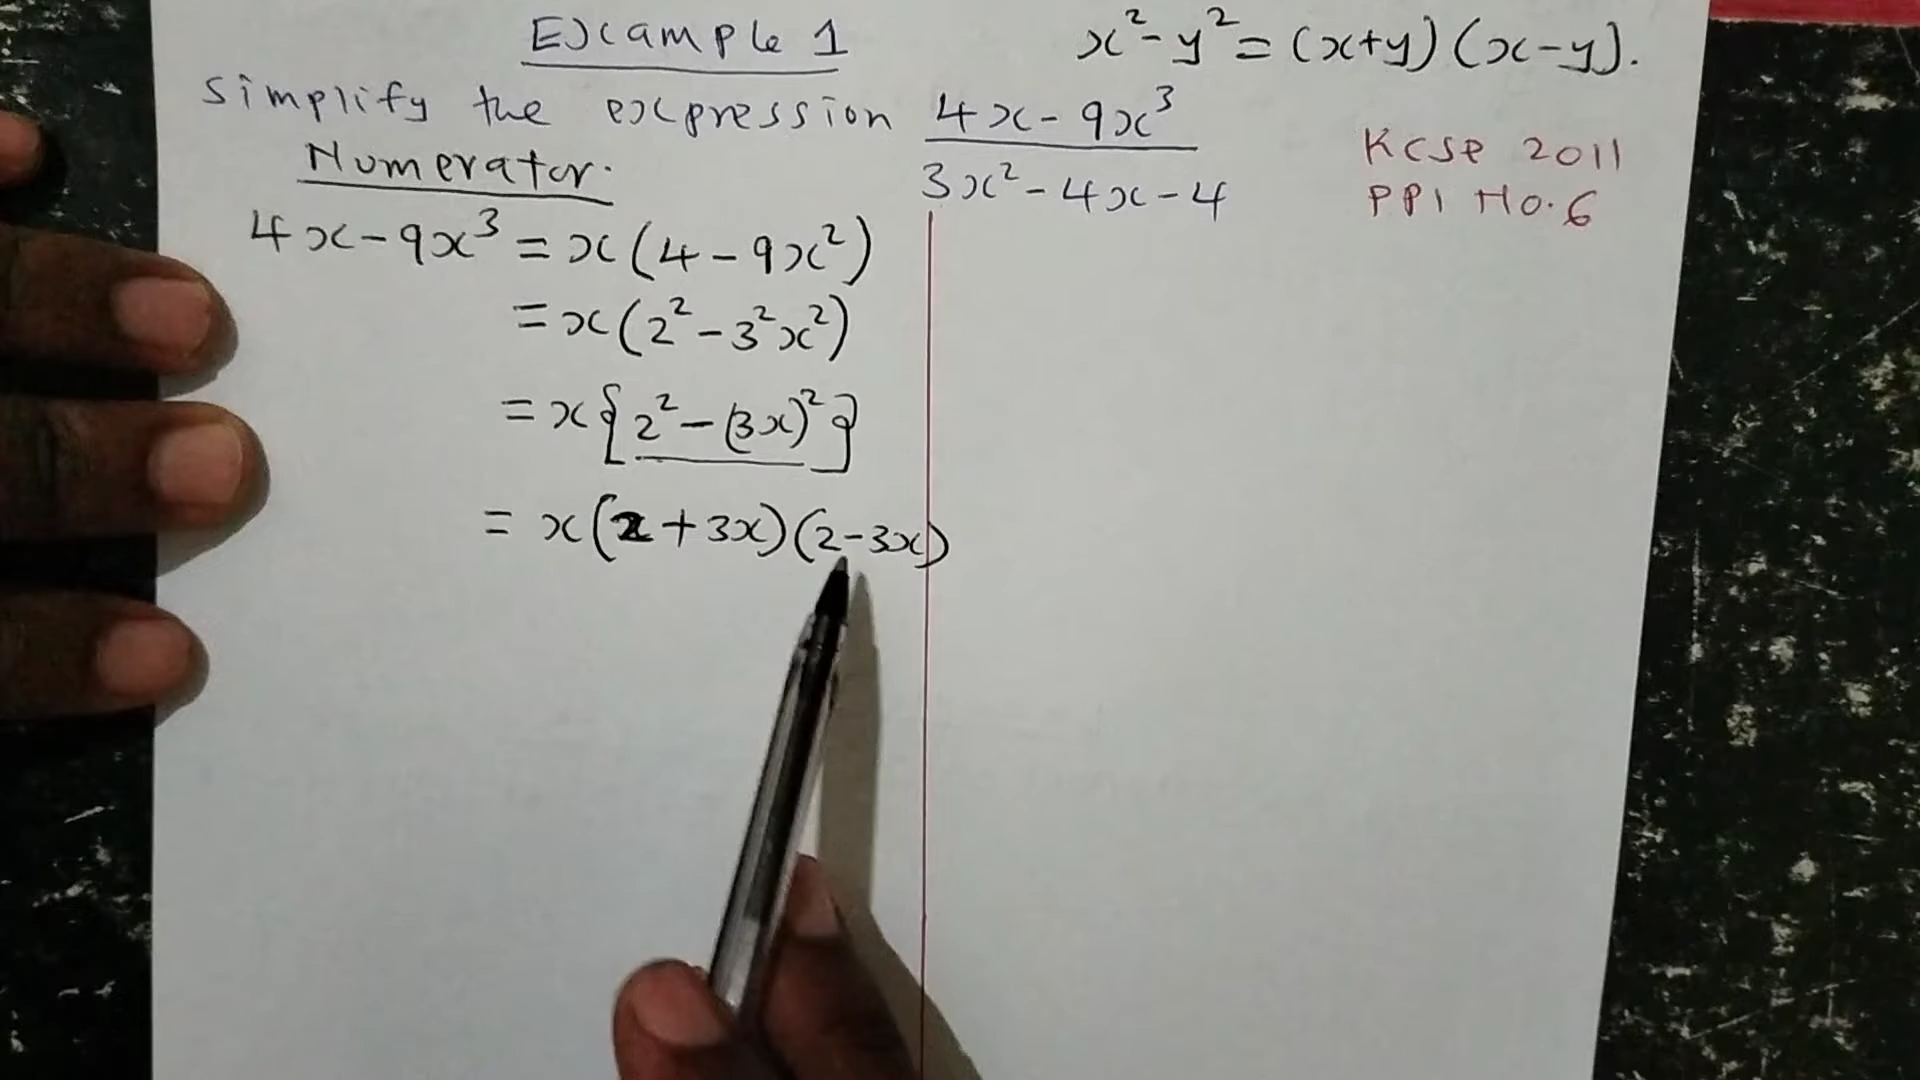 Example 1
x² - y² = (x+y)(x-y).
Simplify the expression 4x - 9x³ / 3x² - 4x - 4
KCSE 2011
PP1 No. 6
Numerator.
4x - 9x³ = x(4 - 9x²)
= x(2² - 3²x²)
= x{2² - (3x)²}
= x(2 + 3x)(2 - 3x)